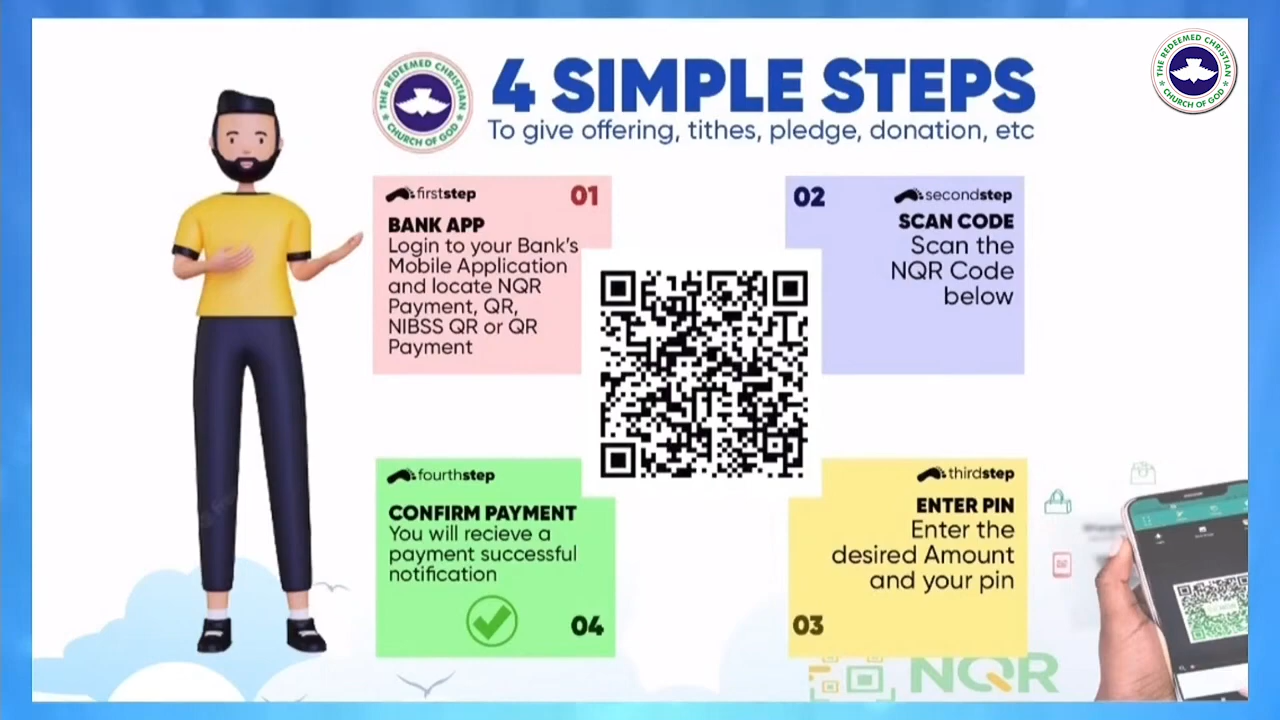 THE REDEEMED CHRISTIAN
CHURCH OF GOD
4 SIMPLE STEPS
To give offering, tithes, pledge, donation, etc
THE REDEEMED CHRISTIAN
CHURCH OF GOD
firststep 01
BANK APP
Login to your Bank's
Mobile Application
and locate NQR
Payment, QR,
NIBSS QR or QR
Payment
02 secondstep
SCAN CODE
Scan the
NQR Code
below
thirdstep
ENTER PIN
Enter the
desired Amount
and your pin
03
fourthstep
CONFIRM PAYMENT
You will recieve a
payment successful
notification
04
NQR